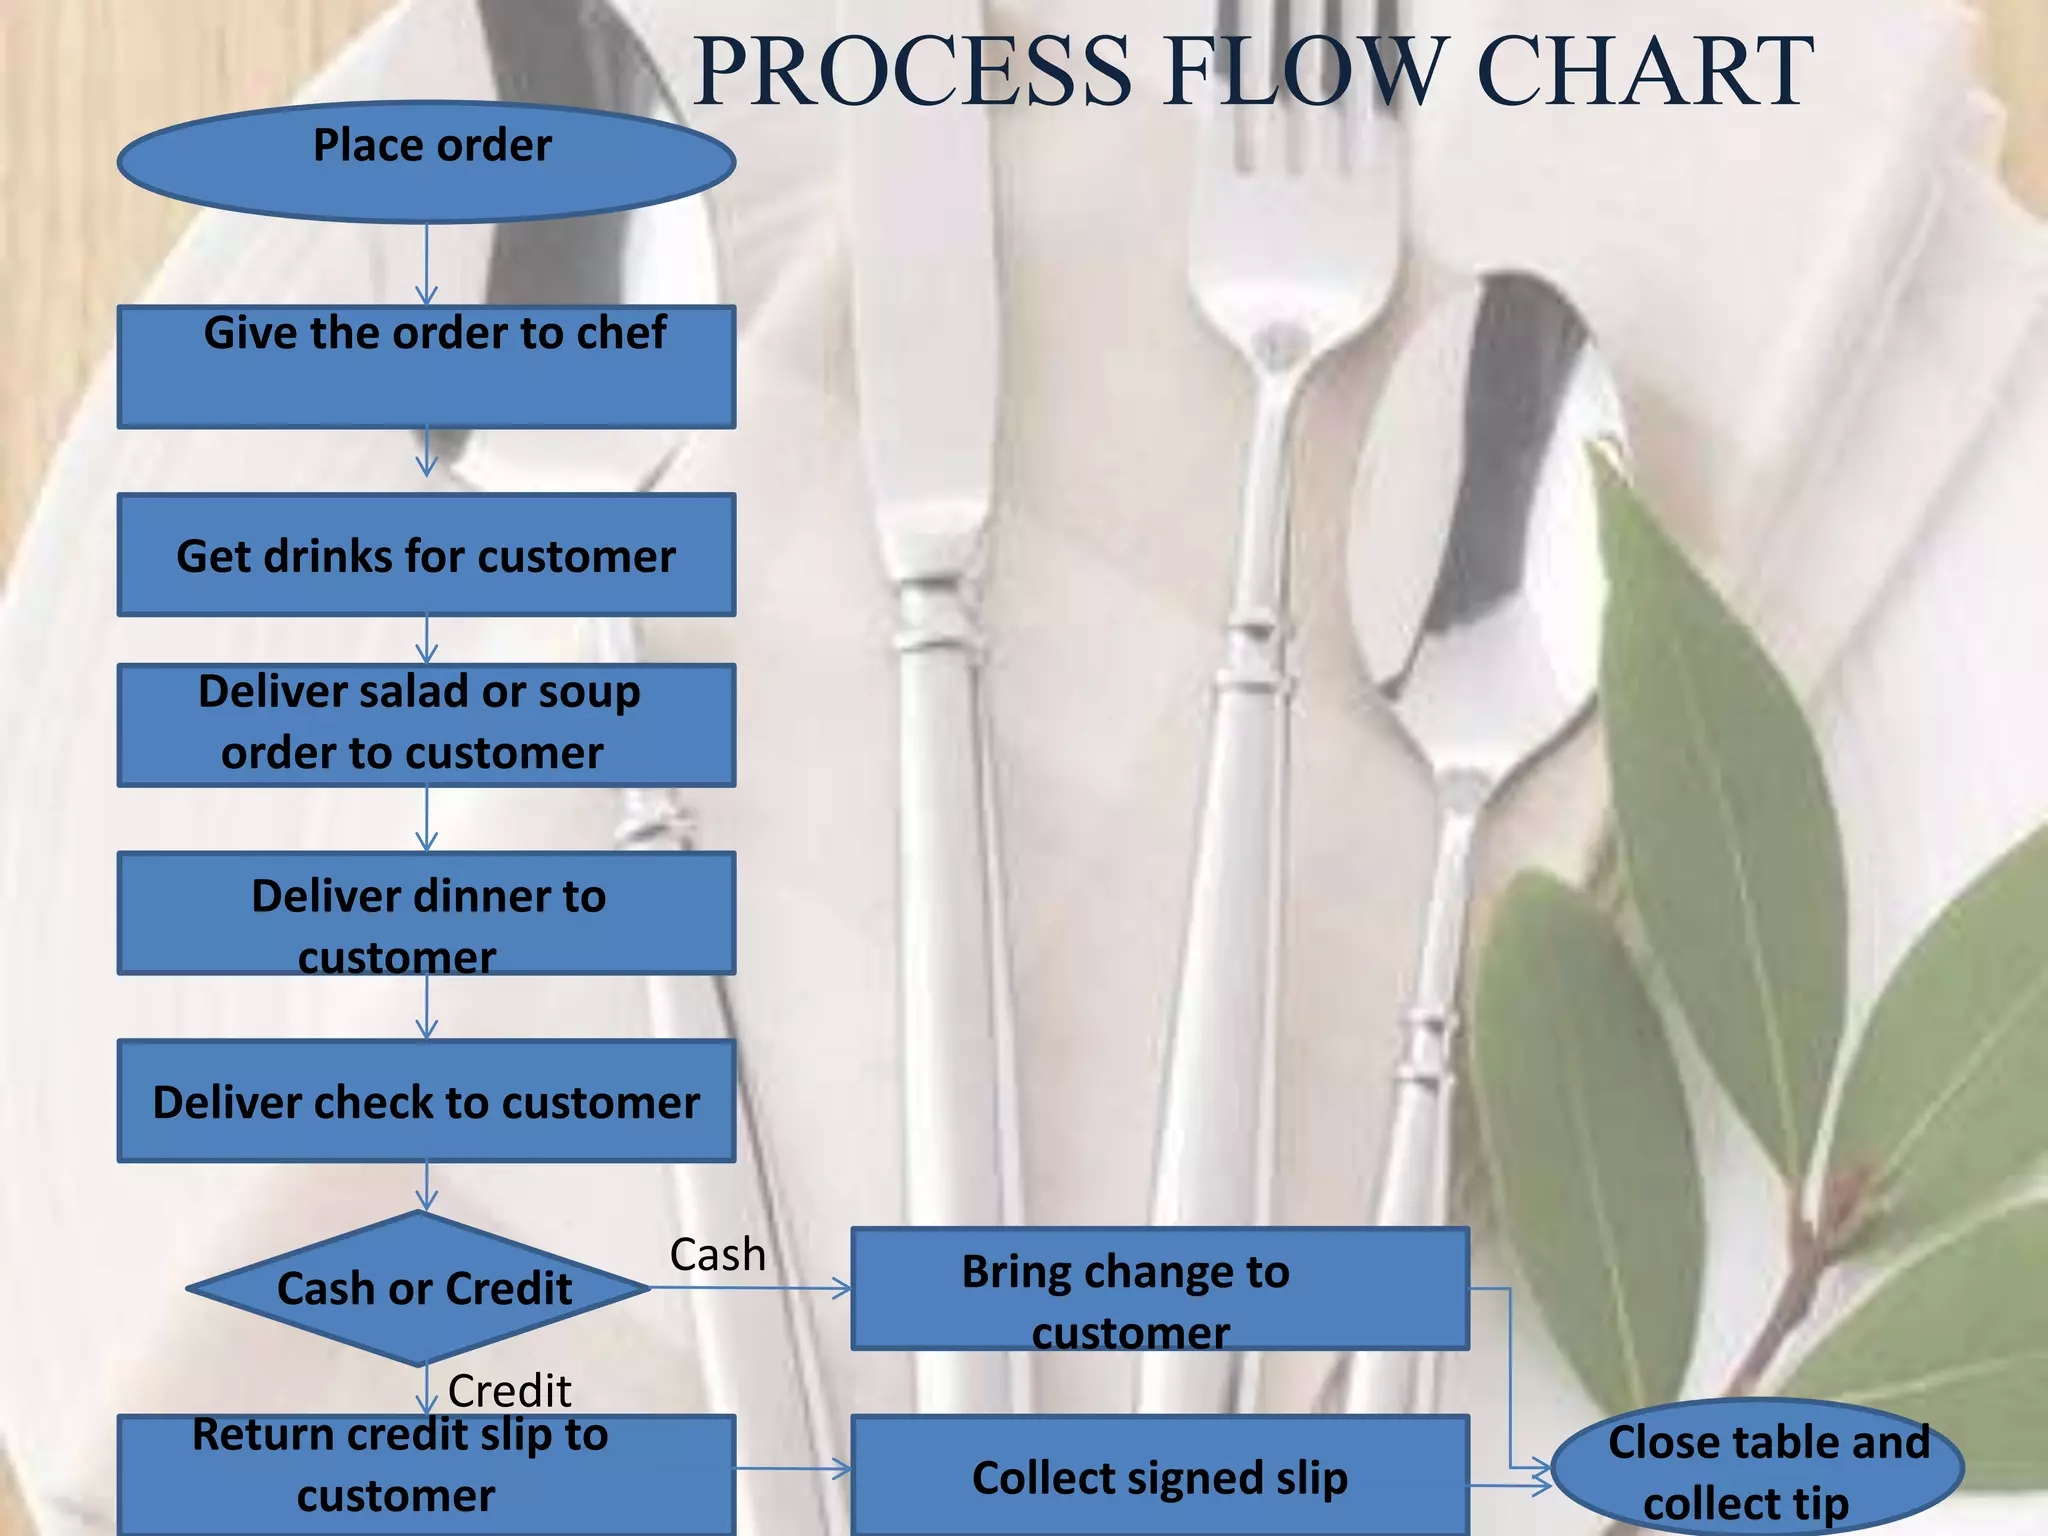 PROCESS FLOW CHART
Place order
Give the order to chef
Get drinks for customer
Deliver salad or soup
order to customer
Deliver dinner to
customer
Deliver check to customer
Cash or Credit
Cash
Bring change to
customer
Credit
Return credit slip to
customer
Collect signed slip
Close table and
collect tip